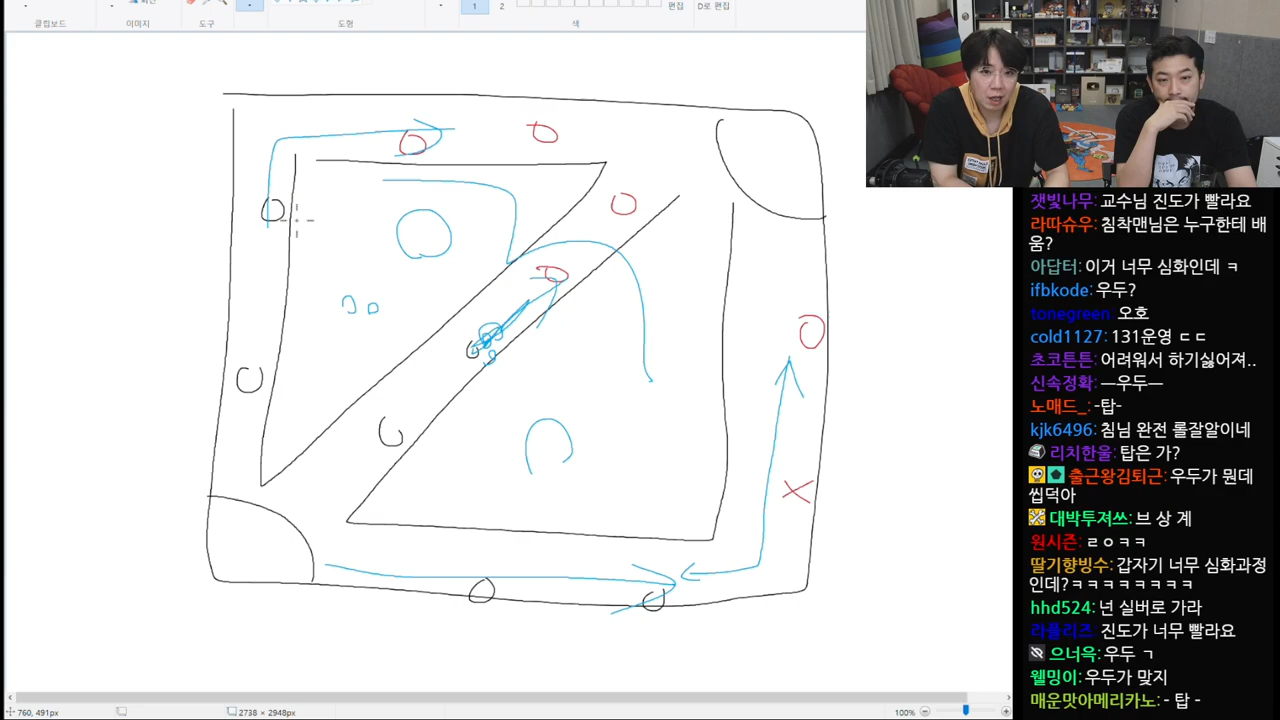 회전
클립보드
이미지
도구
도형
1
2
색
편집
D로 편집
잿빛나무: 교수님 진도가 빨라요
라따슈우: 침착맨님은 누구한테 배
움?
아답터: 이거 너무 심화인데 ㅋ
ifbkode: 우두?
tonegreen: 오호
cold1127: 131운영 ㄷㄷ
초코튼튼: 어려워서 하기싫어져..
신속정확: ㅡ우두ㅡ
노매드_: -탑-
kjk6496: 침님 완전 롤잘알이네
리치한울: 탑은 가?
출근왕김퇴근: 우두가 뭔데
씹덕아
대박투져쓰: 브 상 계
원시즌: ㄹㅇㅋㅋ
딸기향빙수: 갑자기 너무 심화과정
인데?ㅋㅋㅋㅋㅋㅋㅋㅋ
hhd524: 넌 실버로 가라
라플리즈: 진도가 너무 빨라요
으너윽: 우두 ㄱ
웰밍이: 우두가 맞지
매운맛아메리카노: - 탑 -
760, 491px
2738 × 2948px
100%